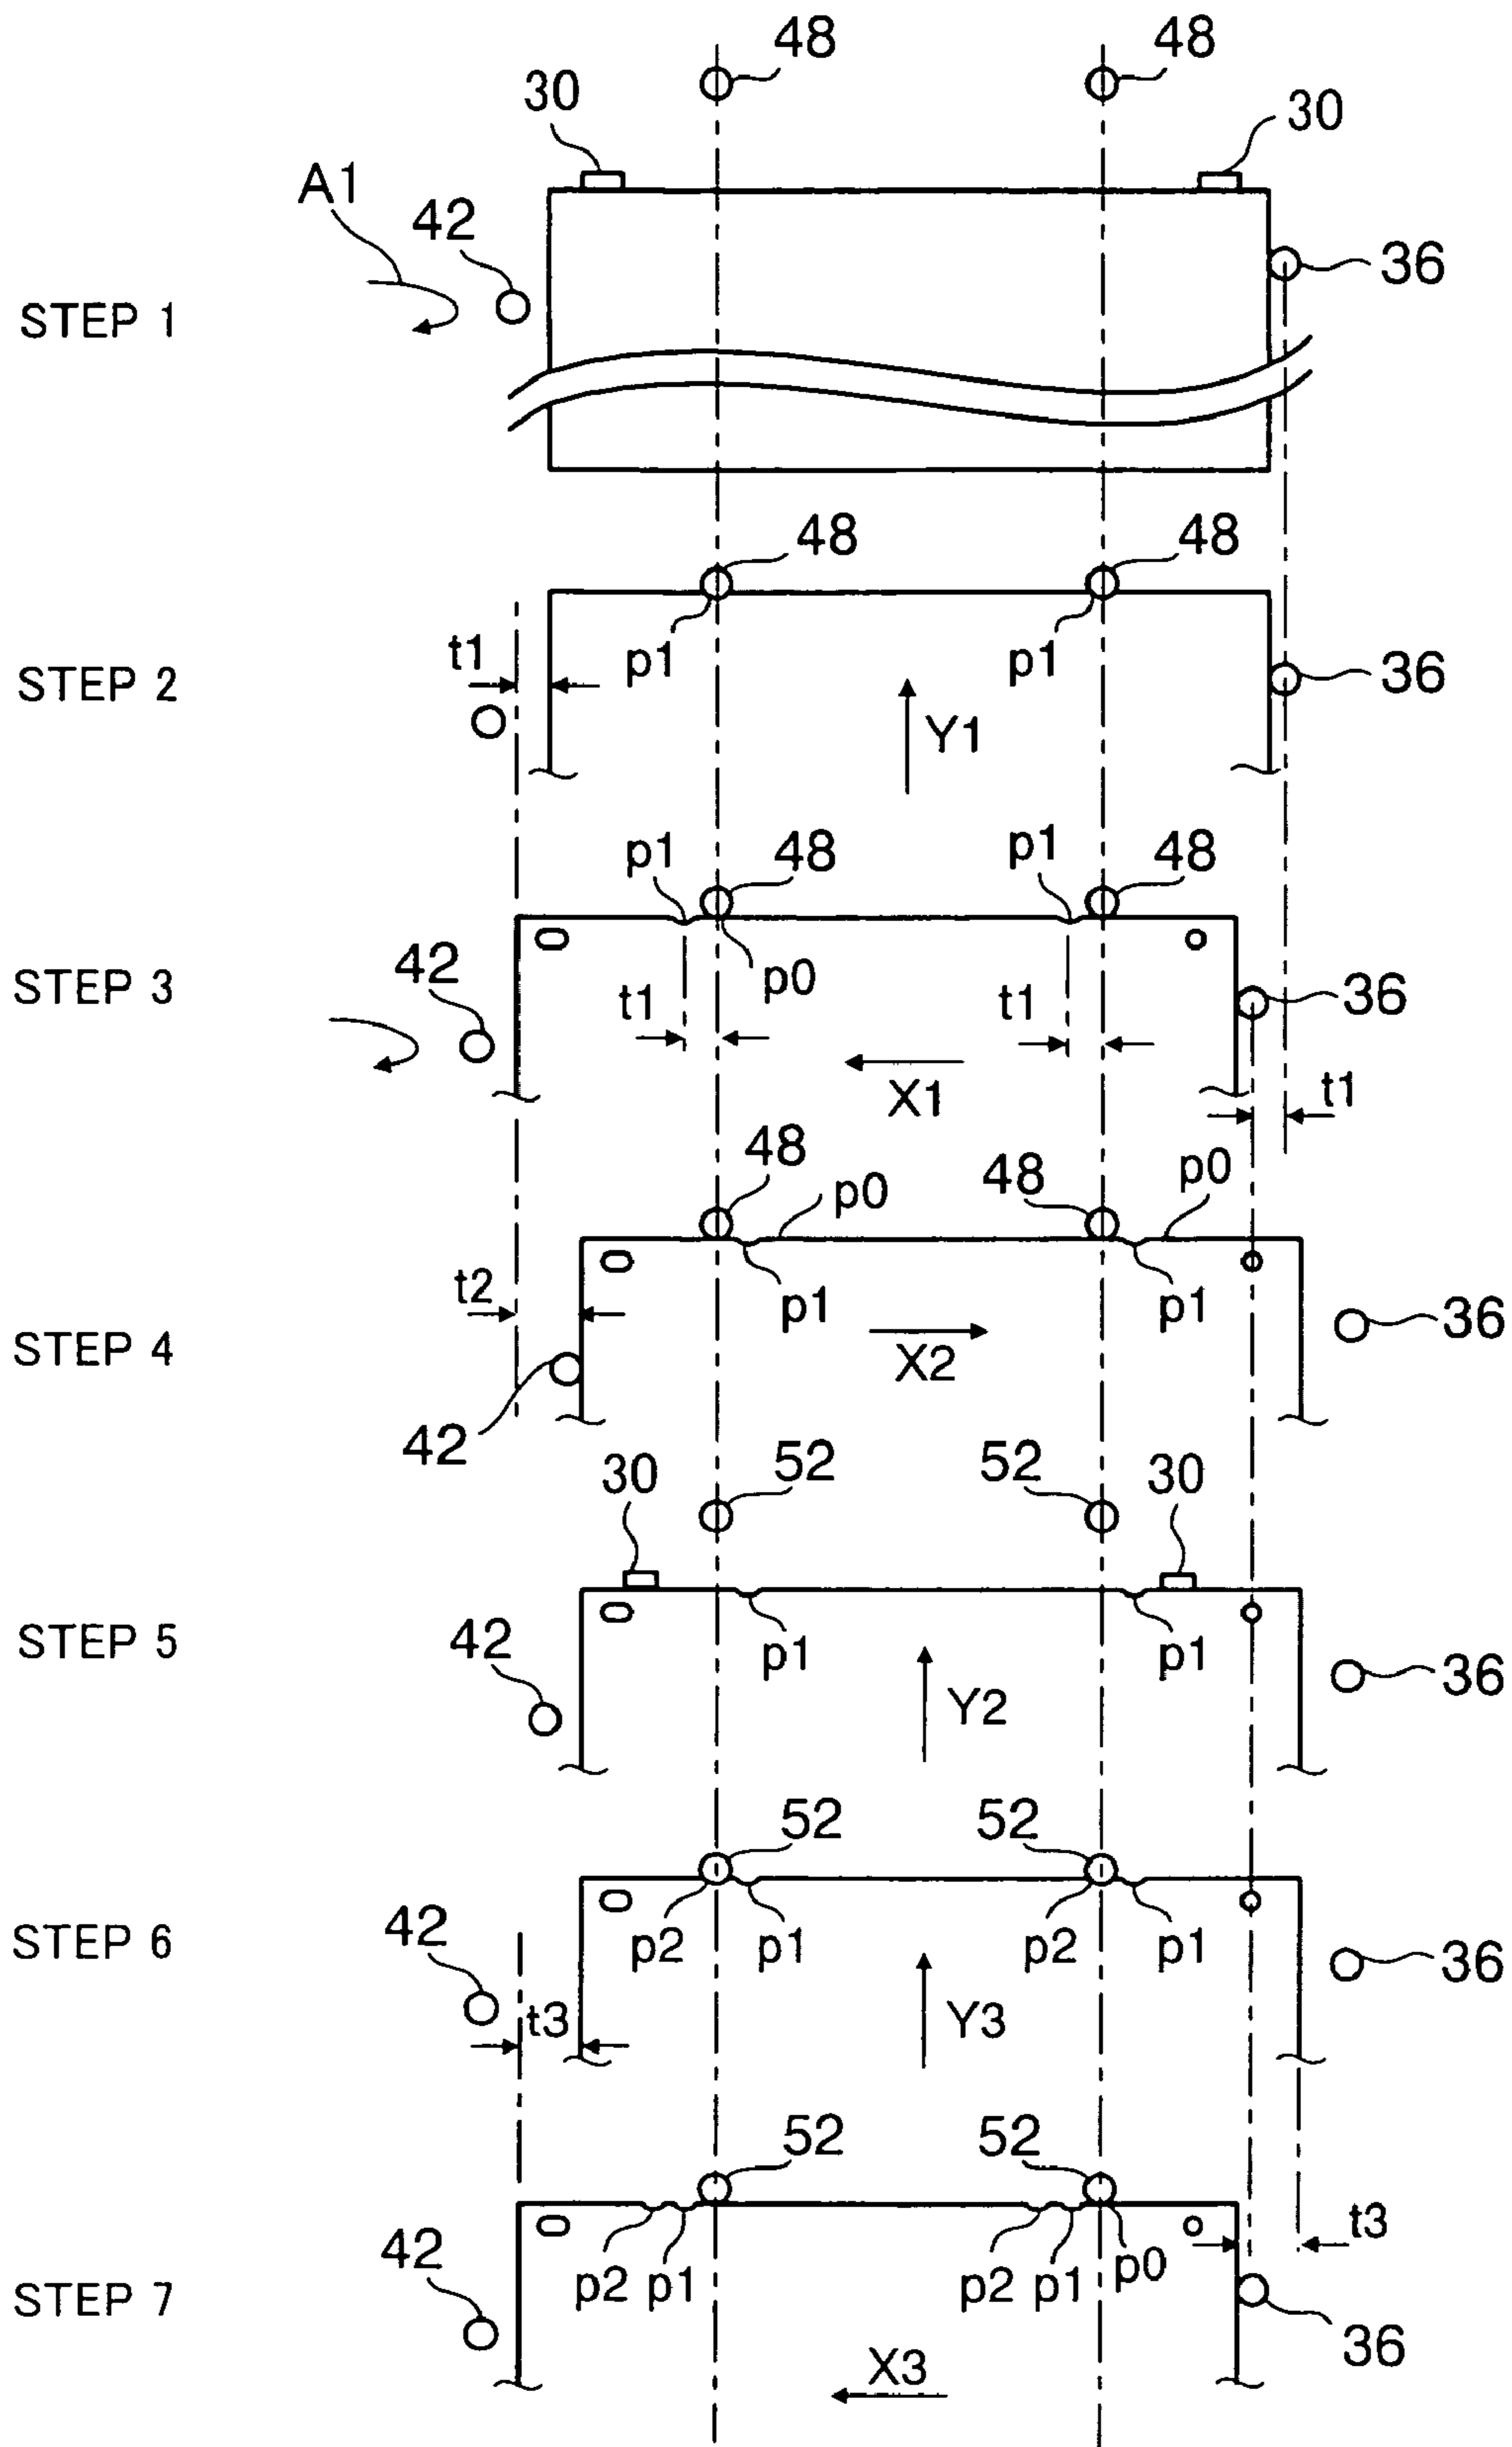 48 48
30 30
A1 42 36
STEP 1
48 48
t1 p1 p1 36
STEP 2
Y1
p1 48 p1 48
42 p0 36
STEP 3 t1 t1
X1 t1
48 p0 48 p0
t2 p1 p1 36
STEP 4 X2
42
52 52
30 30
42 p1 p1 36
STEP 5
Y2
52 52
42 p2 p1 p2 p1 36
STEP 6
t3 Y3
52 52
t3
42 p2 p1 p2 p1 p0
STEP 7 36
X3